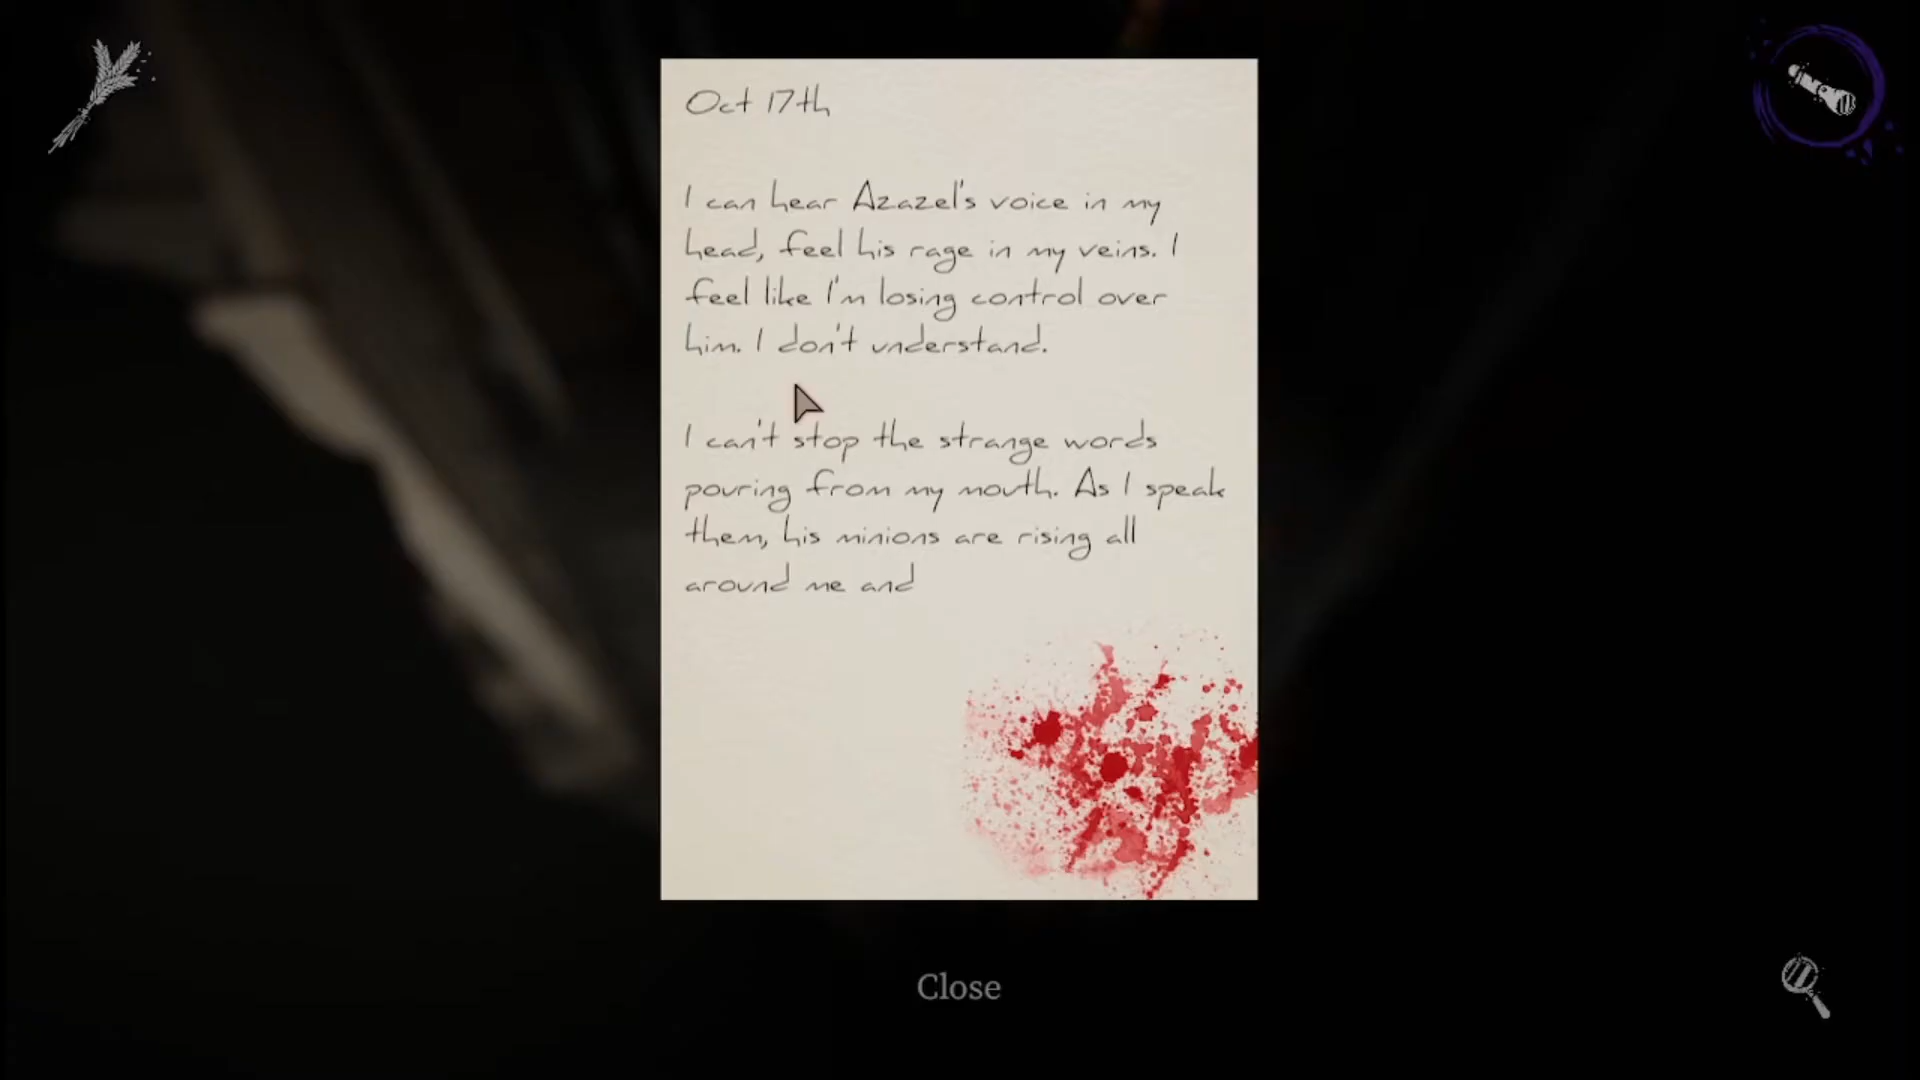 Oct 17th
I can hear Azazel's voice in my
head, feel his rage in my veins. I
feel like I'm losing control over
him. I don't understand.
I can't stop the strange words
pouring from my mouth. As I speak
them, his minions are rising all
around me and
Close